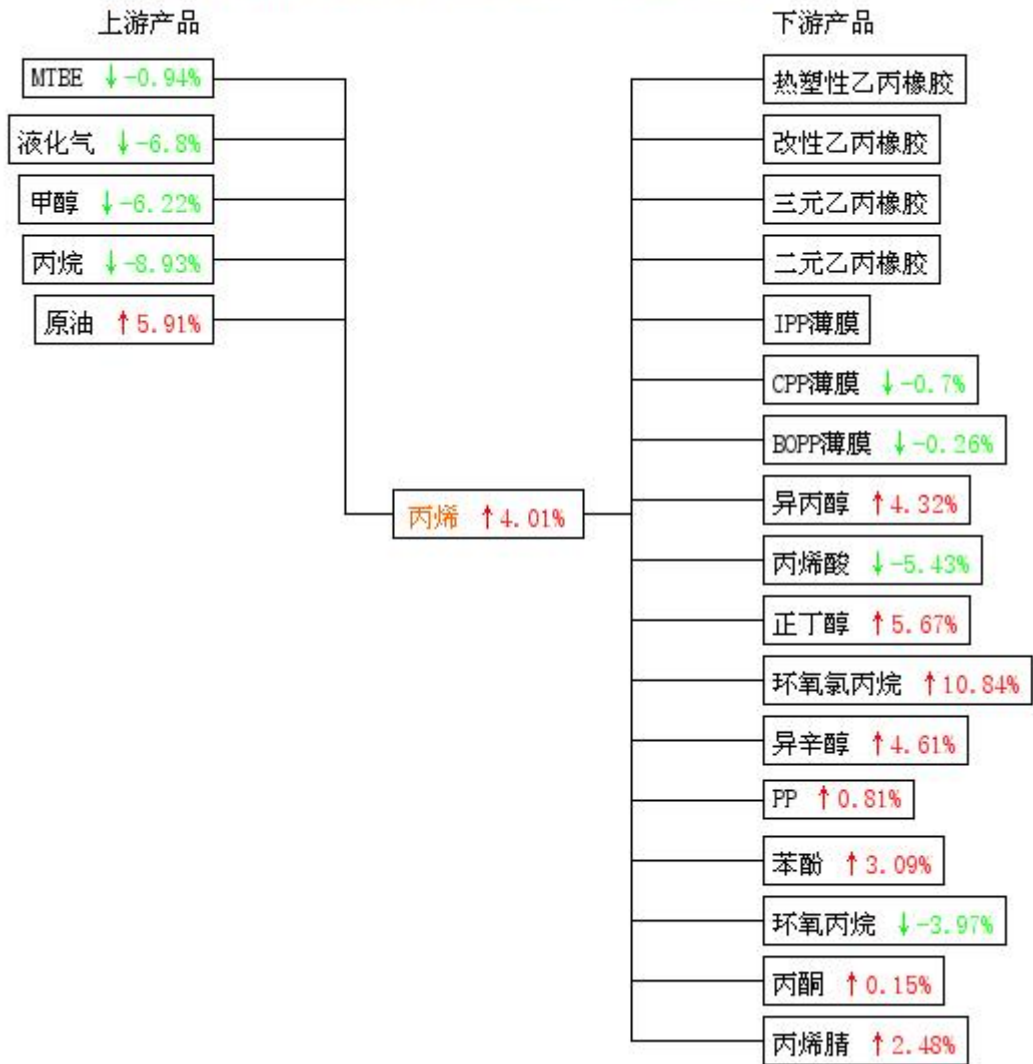 上游产品
MTBE ↓-0.94%
液化气 ↓-6.8%
甲醇 ↓-6.22%
丙烷 ↓-8.93%
原油 ↑5.91%
丙烯 ↑4.01%
下游产品
热塑性乙丙橡胶
改性乙丙橡胶
三元乙丙橡胶
二元乙丙橡胶
IPP薄膜
CPP薄膜 ↓-0.7%
BOPP薄膜 ↓-0.26%
异丙醇 ↑4.32%
丙烯酸 ↓-5.43%
正丁醇 ↑5.67%
环氧氯丙烷 ↑10.84%
异辛醇 ↑4.61%
PP ↑0.81%
苯酚 ↑3.09%
环氧丙烷 ↓-3.97%
丙酮 ↑0.15%
丙烯腈 ↑2.48%